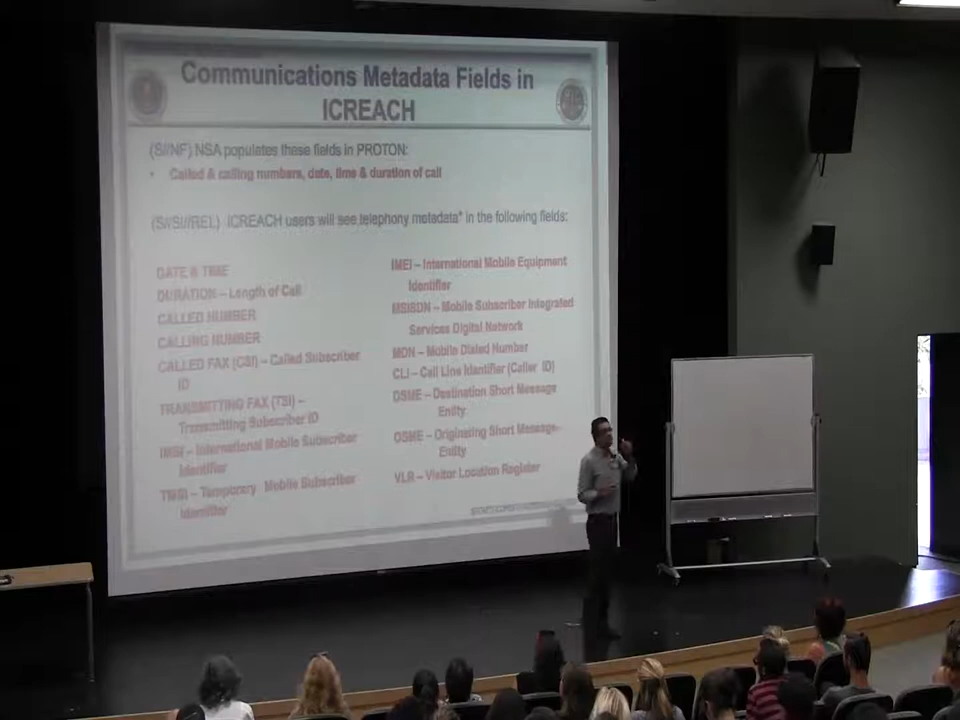 Communications Metadata Fields in
ICREACH
(S//NF) NSA populates these fields in PROTON:
• Called & calling numbers, date, time & duration of call
(S//SI//REL) ICREACH users will see telephony metadata* in the following fields:
DATE & TIME
DURATION – Length of Call
CALLED NUMBER
CALLING NUMBER
CALLED FAX (CSI) – Called Subscriber
ID
TRANSMITTING FAX (TSI) –
Transmitting Subscriber ID
IMSI – International Mobile Subscriber
Identifier
TMSI – Temporary Mobile Subscriber
Identifier
IMEI – International Mobile Equipment
Identifier
MSISDN – Mobile Subscriber Integrated
Services Digital Network
MDN – Mobile Dialed Number
CLI – Call Line Identifier (Caller ID)
DSME – Destination Short Message
Entity
OSME – Originating Short Message
Entity
VLR – Visitor Location Register